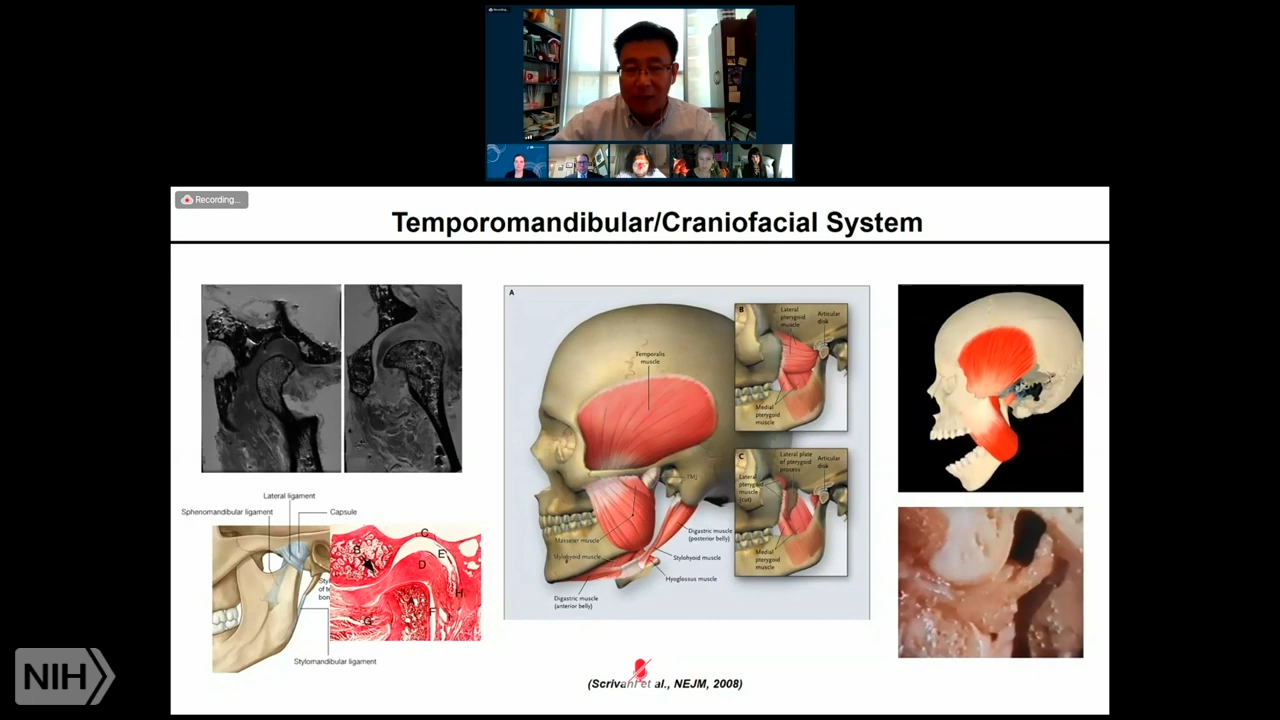 Recording...
Temporomandibular/Craniofacial System
A
Temporalis
muscle
TMJ
Masseter muscle
Mylohyoid muscle
Digastric muscle
(posterior belly)
Stylohyoid muscle
Hyoglossus muscle
Digastric muscle
(anterior belly)
B
Lateral
pterygoid
muscle
Articular
disk
Medial
pterygoid
muscle
C
Lateral plate
of pterygoid
process
Articular
disk
Lateral
pterygoid
muscle
(cut)
Medial
pterygoid
muscle
Lateral ligament
Sphenomandibular ligament
Capsule
Stylomandibular ligament
C
B
E
D
H
A
F
G
(Scrivani et al., NEJM, 2008)
NIH